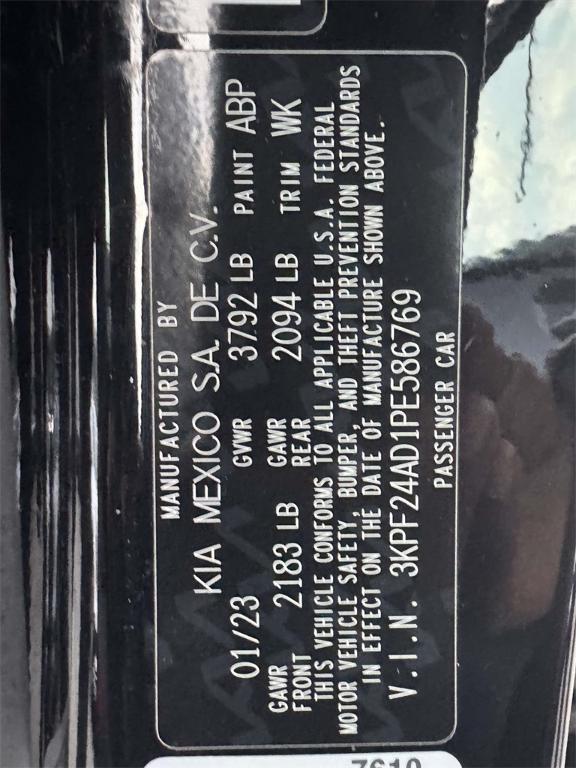 MANUFACTURED BY
KIA MEXICO S.A. DE C.V.
01/23 GVWR 3792 LB PAINT ABP
GAWR FRONT 2183 LB GAWR REAR 2094 LB TRIM WK
THIS VEHICLE CONFORMS TO ALL APPLICABLE U.S.A. FEDERAL
MOTOR VEHICLE SAFETY, BUMPER, AND THEFT PREVENTION STANDARDS
IN EFFECT ON THE DATE OF MANUFACTURE SHOWN ABOVE.
V.I.N. 3KPF24AD1PE586769
PASSENGER CAR